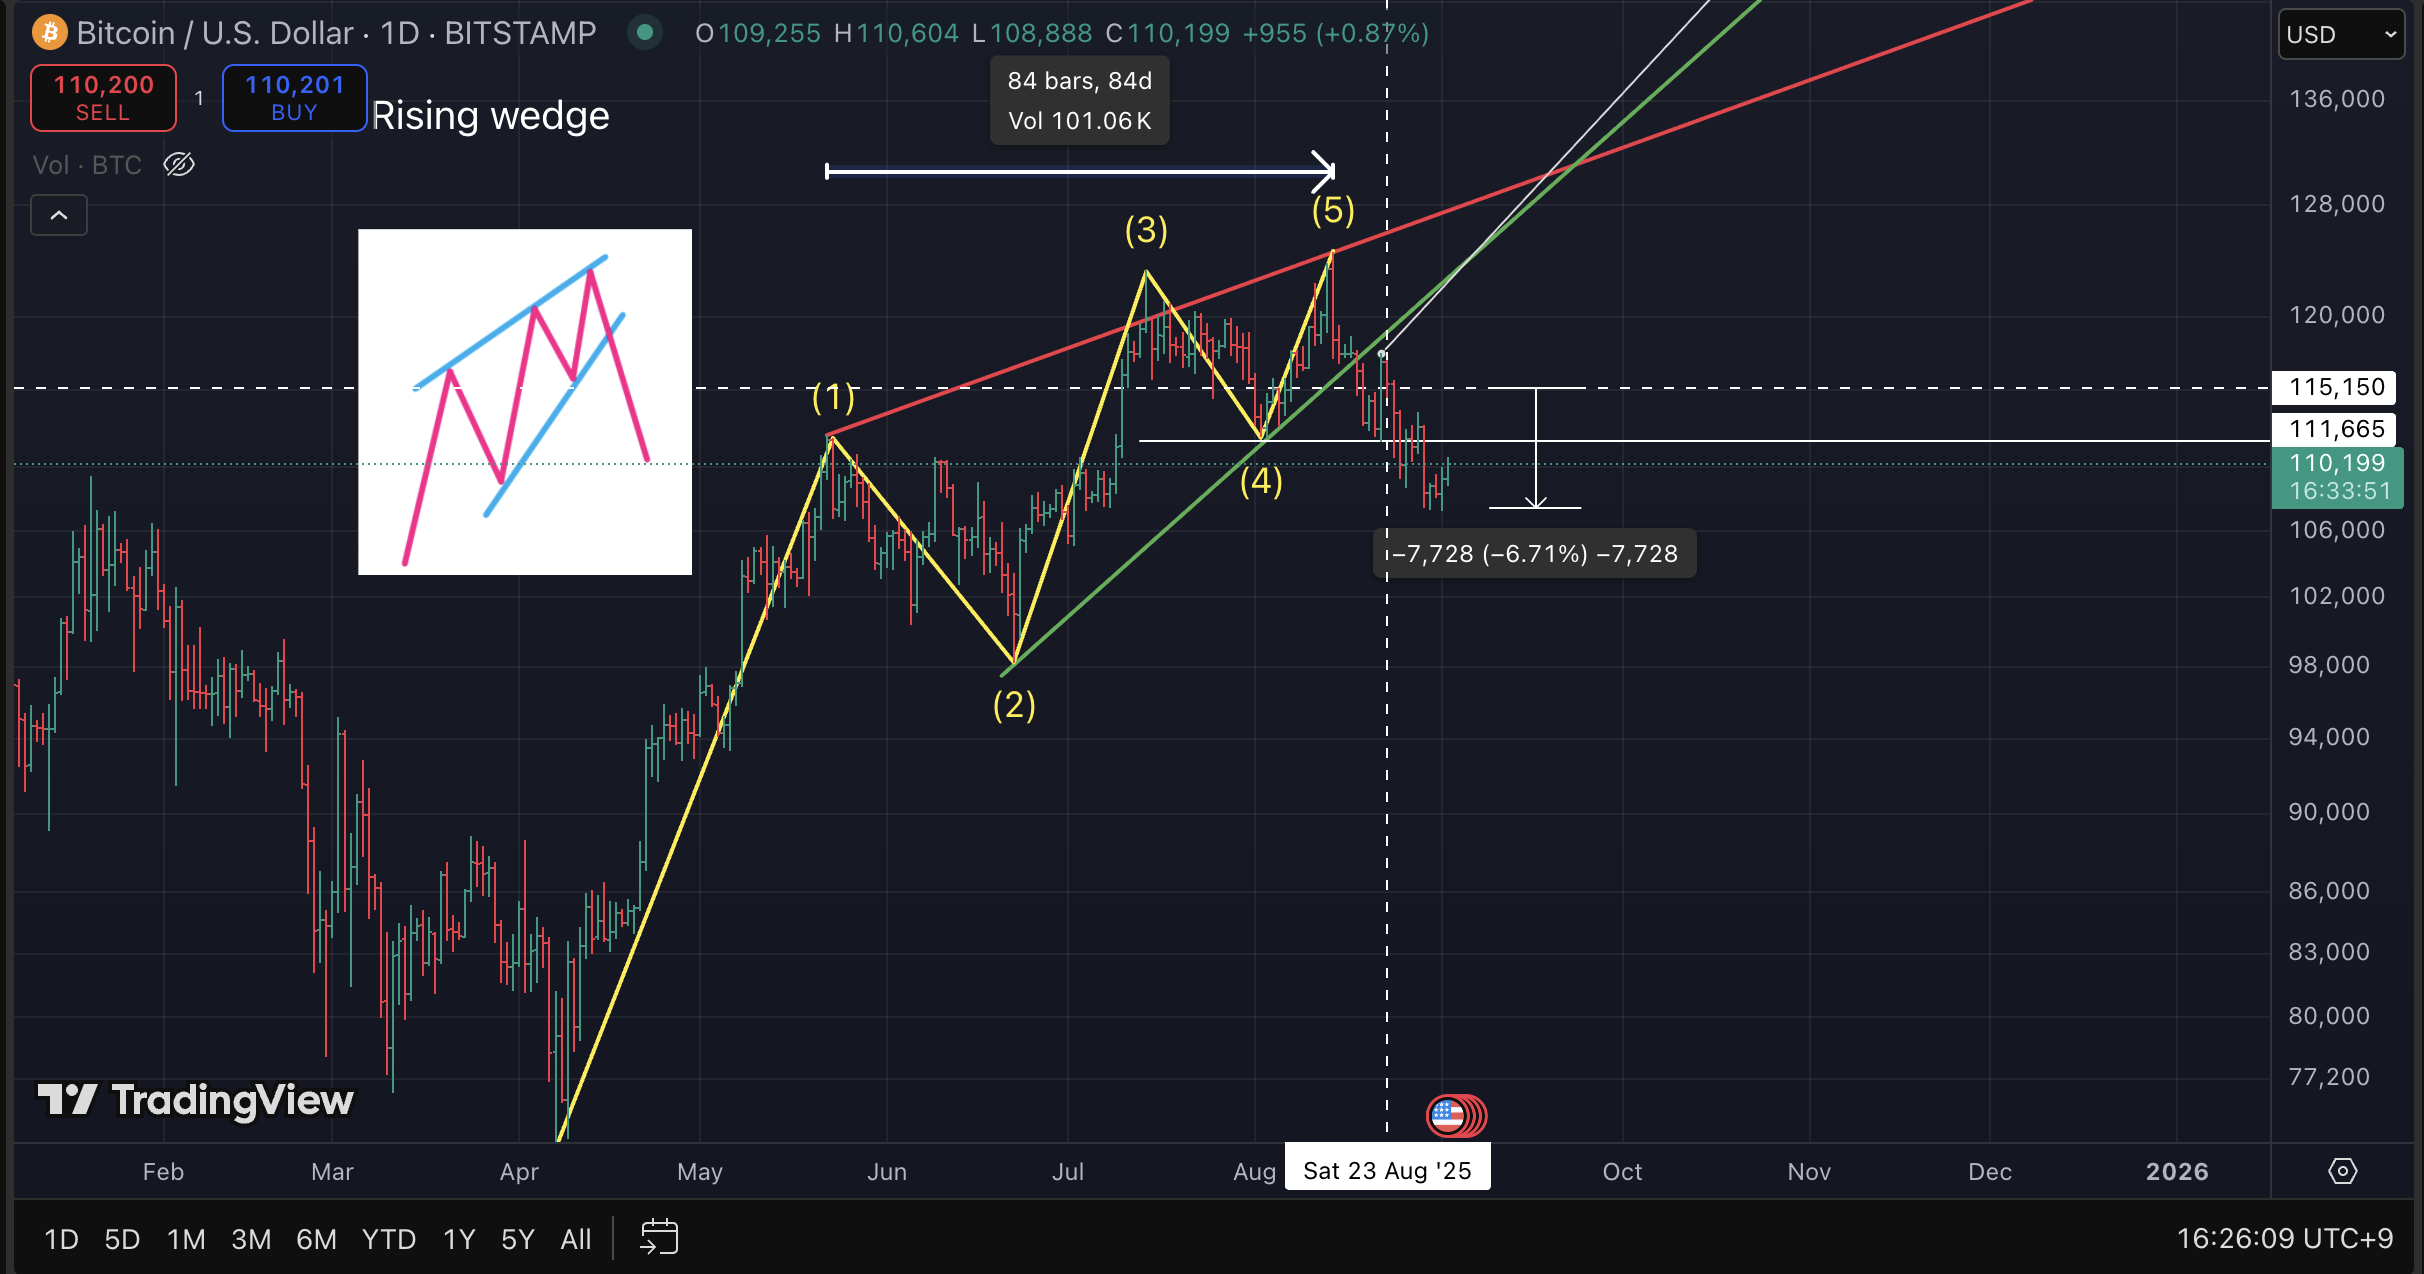 Bitcoin / U.S. Dollar · 1D · BITSTAMP O109,255 H110,604 L108,888 C110,199 +955 (+0.87%)
USD
110,200
SELL
1
110,201
BUY
Rising wedge
Vol · BTC
84 bars, 84d
Vol 101.06K
(1)
(2)
(3)
(4)
(5)
−7,728 (−6.71%) −7,728
136,000
128,000
120,000
115,150
111,665
110,199
16:33:51
106,000
102,000
98,000
94,000
90,000
86,000
83,000
80,000
77,200
TradingView
Feb Mar Apr May Jun Jul Aug Sat 23 Aug '25 Oct Nov Dec 2026
1D 5D 1M 3M 6M YTD 1Y 5Y All
16:26:09 UTC+9